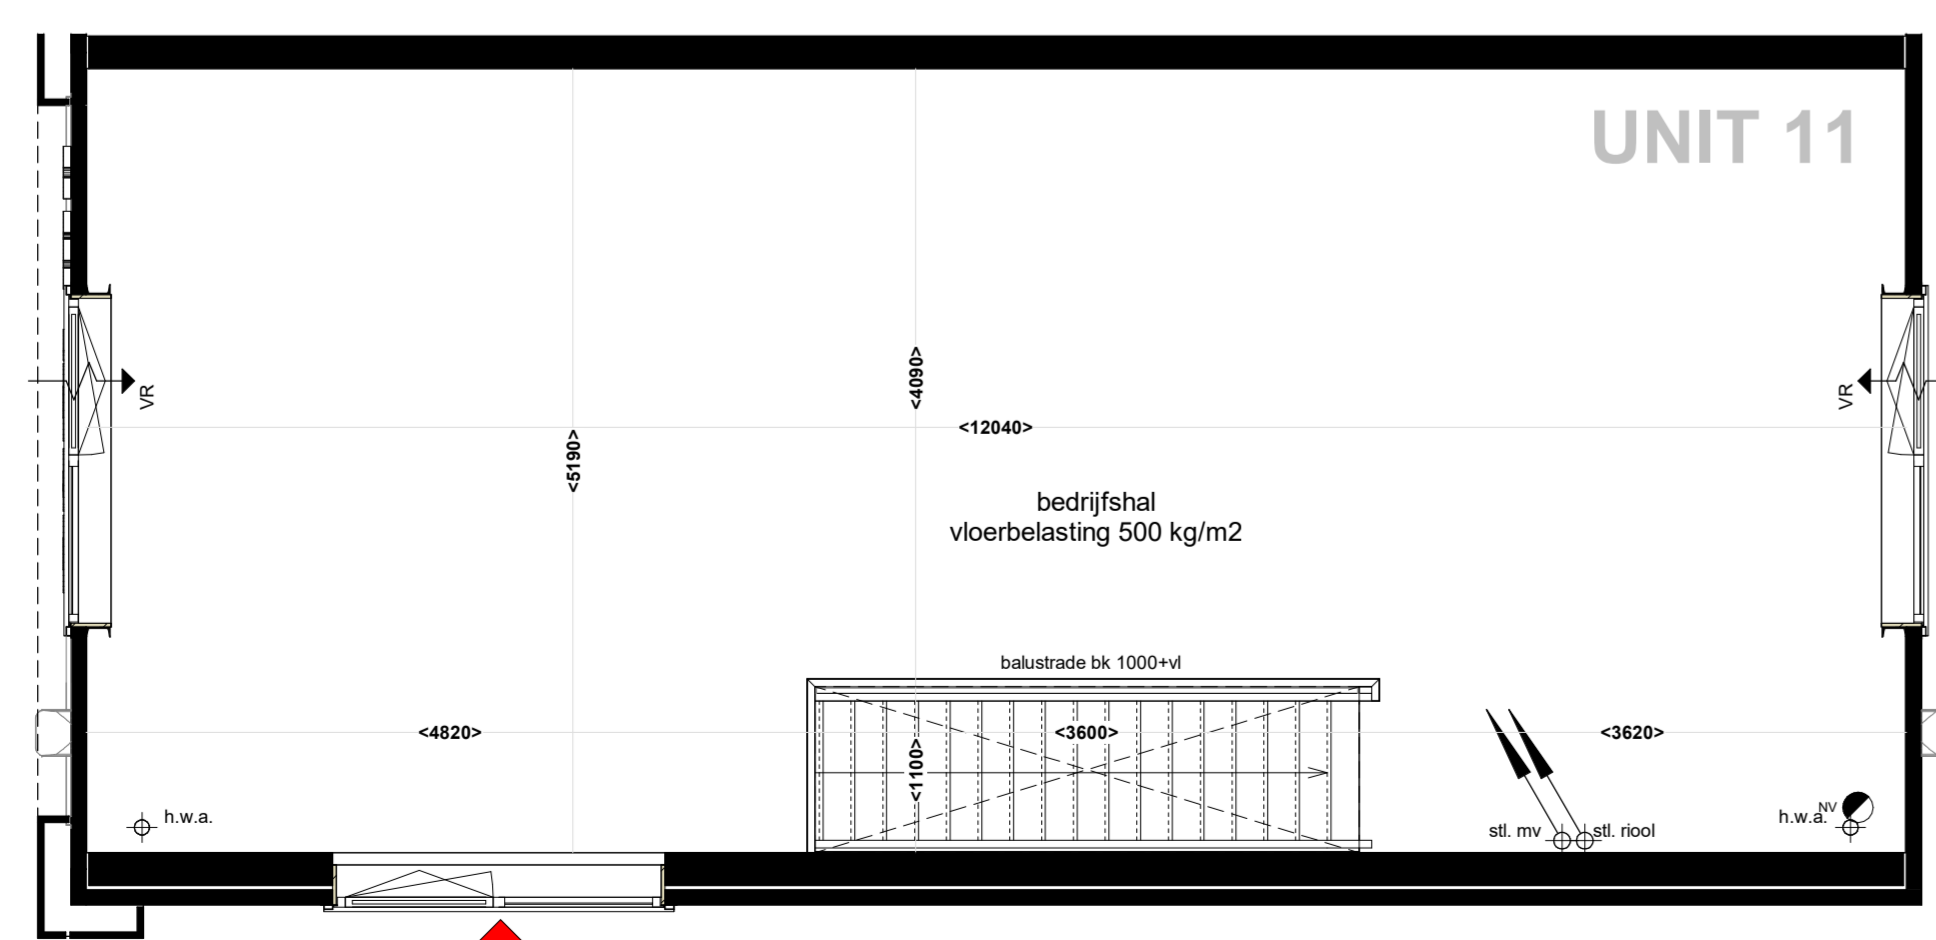 UNIT 11
<4090>
VR
VR
<12040>
<5190>
bedrijfshal
vloerbelasting 500 kg/m2
balustrade bk 1000+vl
<4820>
<3600>
<3620>
<1100>
h.w.a.
stl. mv
stl. riool
NV
h.w.a.